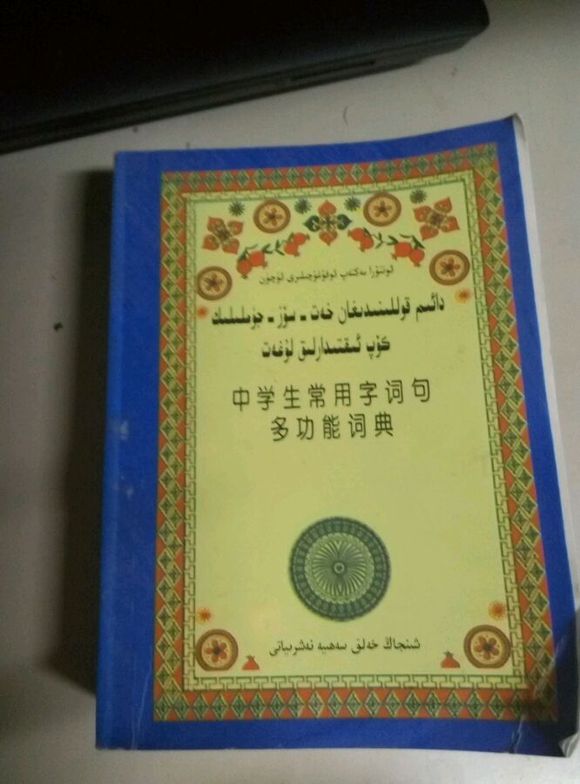 ئوتتۇرا مەكتەپ ئوقۇغۇچىلىرى ئۈچۈن
دائىم قوللىنىدىغان خەت ـ سۆز ـ جۈملىلىك
كۆپ ئىقتىدارلىق لۇغەت
中学生常用字词句
多功能词典
شىنجاڭ خەلق سەھىيە نەشرىياتى